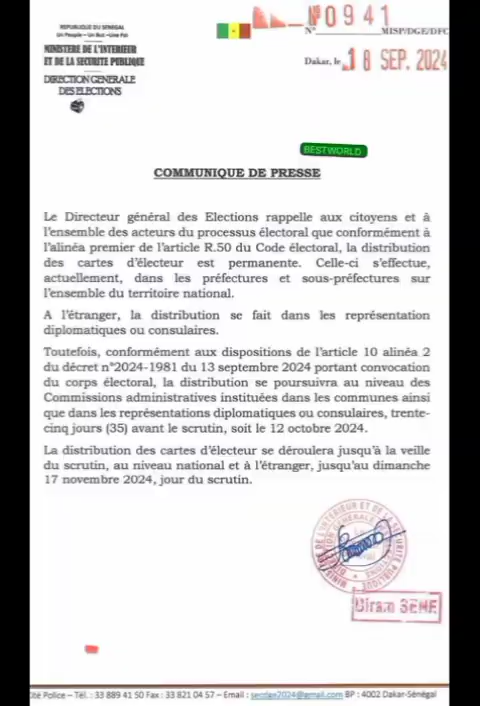 REPUBLIQUE DU SENEGAL
Un Peuple – Un But – Une Foi
MINISTERE DE L'INTERIEUR
ET DE LA SECURITE PUBLIQUE
DIRECTION GENERALE
DES ELECTIONS
Nº 0941
N° MISP/DGE/DFC
Dakar, le 18 SEP. 2024
BESTWORLD
COMMUNIQUE DE PRESSE
Le Directeur général des Elections rappelle aux citoyens et à
l'ensemble des acteurs du processus électoral que conformément à
l'alinéa premier de l'article R.50 du Code électoral, la distribution
des cartes d'électeur est permanente. Celle-ci s'effectue,
actuellement, dans les préfectures et sous-préfectures sur
l'ensemble du territoire national.
A l'étranger, la distribution se fait dans les représentation
diplomatiques ou consulaires.
Toutefois, conformément aux dispositions de l'article 10 alinéa 2
du décret n°2024-1981 du 13 septembre 2024 portant convocation
du corps électoral, la distribution se poursuivra au niveau des
Commissions administratives instituées dans les communes ainsi
que dans les représentations diplomatiques ou consulaires, trente-
cinq jours (35) avant le scrutin, soit le 12 octobre 2024.
La distribution des cartes d'électeur se déroulera jusqu'à la veille
du scrutin, au niveau national et à l'étranger, jusqu'au dimanche
17 novembre 2024, jour du scrutin.
Biram SENE
Police – Tel. : 33 889 41 50 Fax : 33 821 04 57 – Email : BP : 4002 Dakar-Sénégal